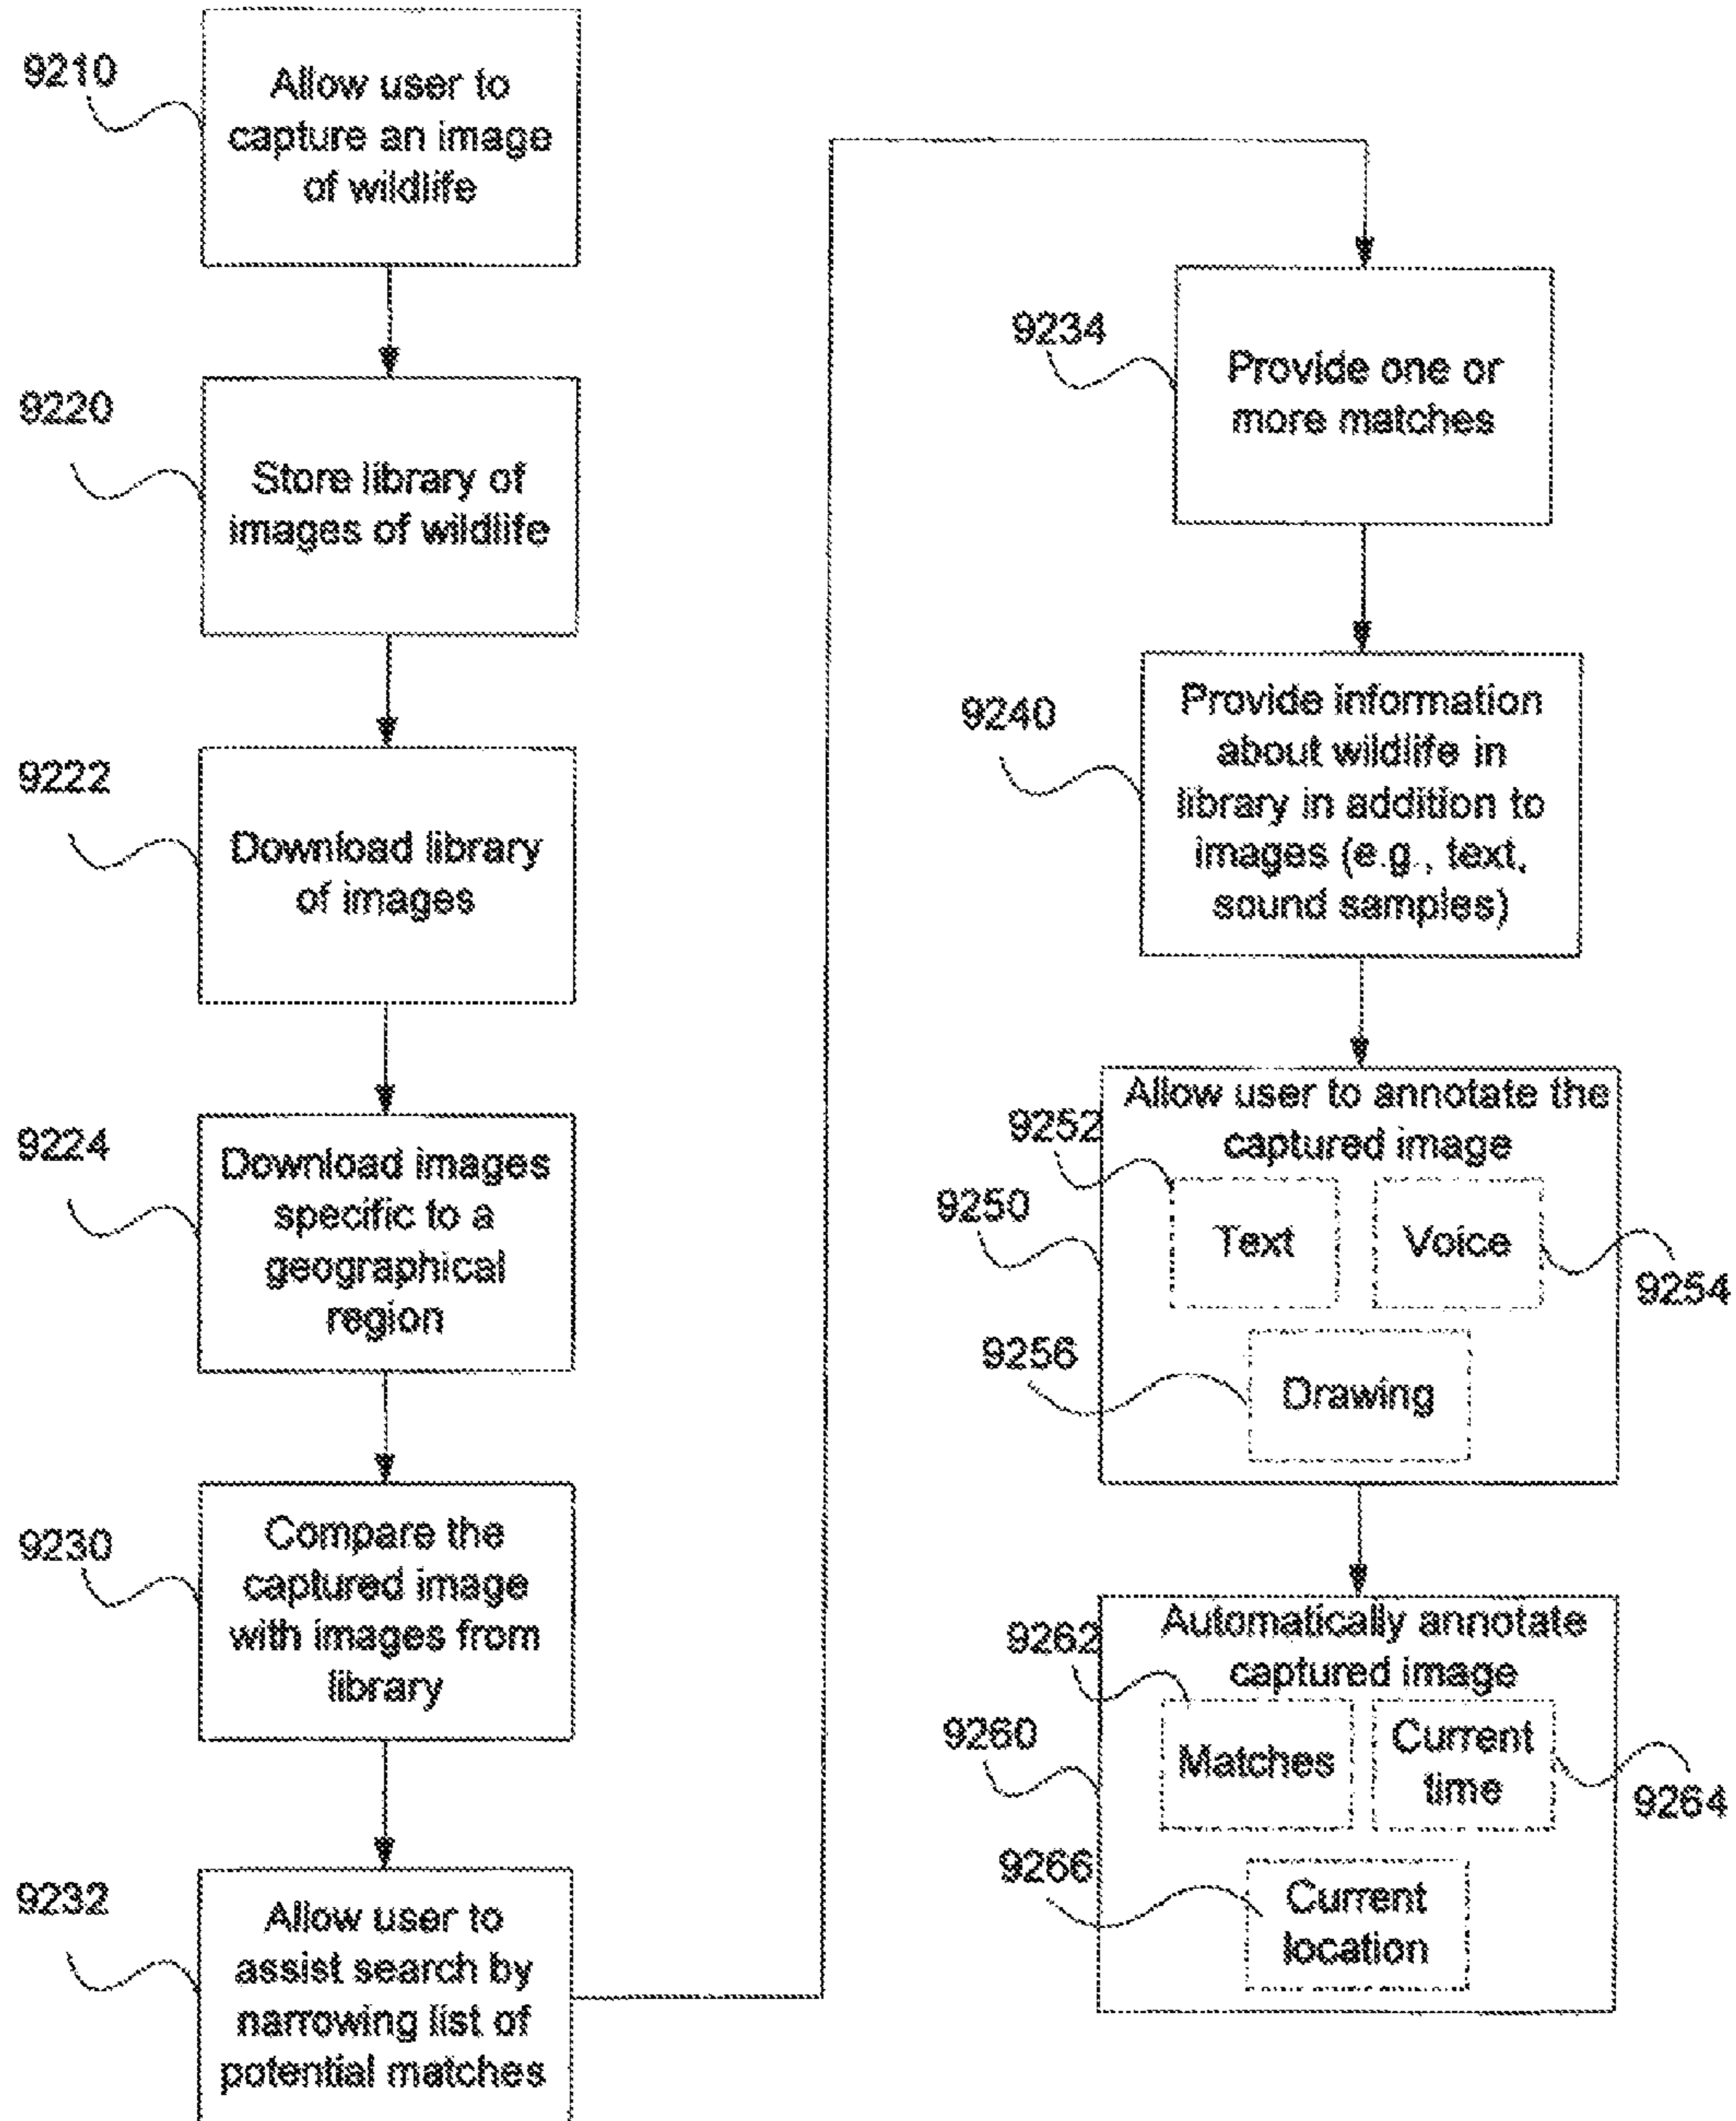 9210
Allow user to
capture an image
of wildlife
9220
Store library of
images of wildlife
9222
Download library
of images
9224
Download images
specific to a
geographical
region
9230
Compare the
captured image
with images from
library
9232
Allow user to
assist search by
narrowing list of
potential matches
9234
Provide one or
more matches
9240
Provide information
about wildlife in
library in addition to
images (e.g., text,
sound samples)
9250
Allow user to annotate the
captured image
9252
Text
Voice
9254
9256
Drawing
9260
Automatically annotate
captured image
9262
Matches
Current
time
9264
9266
Current
location